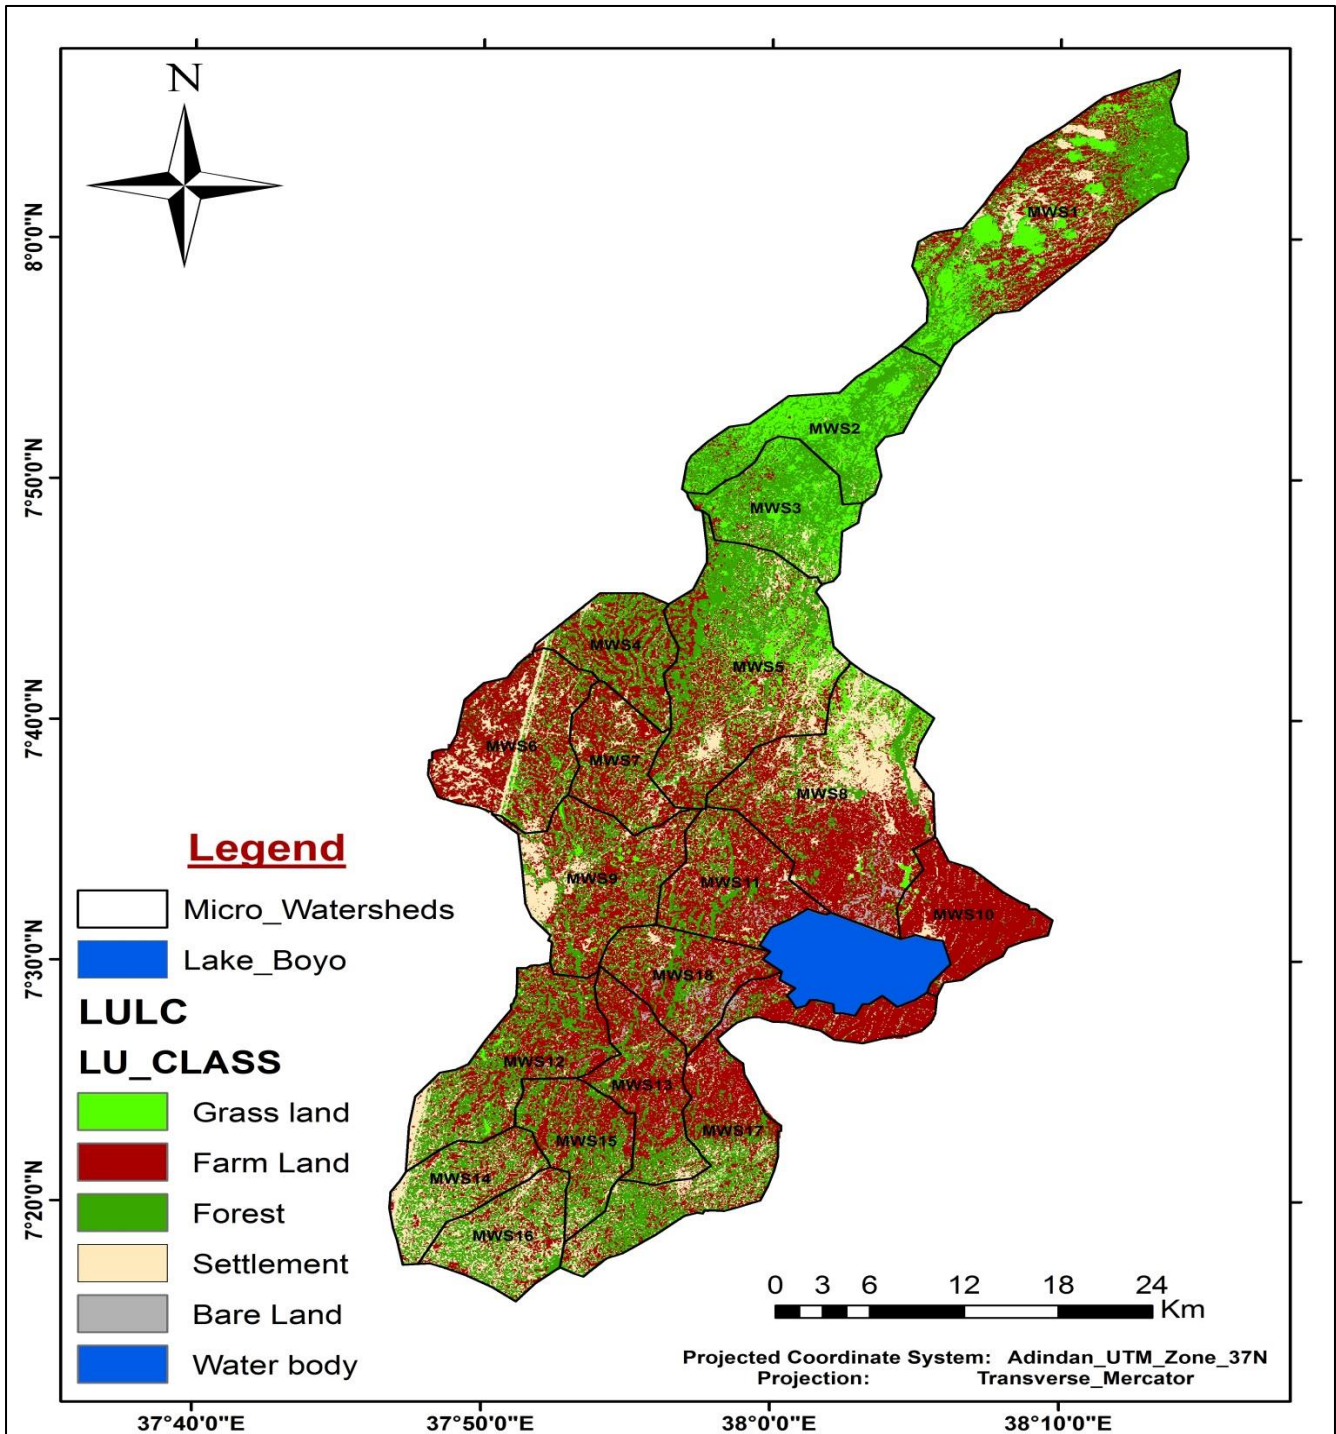 N
8°0'0"N
7°50'0"N
7°40'0"N
7°30'0"N
7°20'0"N
MWS1
MWS2
MWS3
MWS4
MWS5
MWS6
MWS7
MWS8
MWS9
MWS11
MWS10
MWS18
MWS12
MWS13
MWS15
MWS17
MWS14
MWS16
Legend
Micro_Watersheds
Lake_Boyo
LULC
LU_CLASS
Grass land
Farm Land
Forest
Settlement
Bare Land
Water body
0 3 6 12 18 24
Km
Projected Coordinate System: Adindan_UTM_Zone_37N
Projection: Transverse_Mercator
37°40'0"E 37°50'0"E 38°0'0"E 38°10'0"E